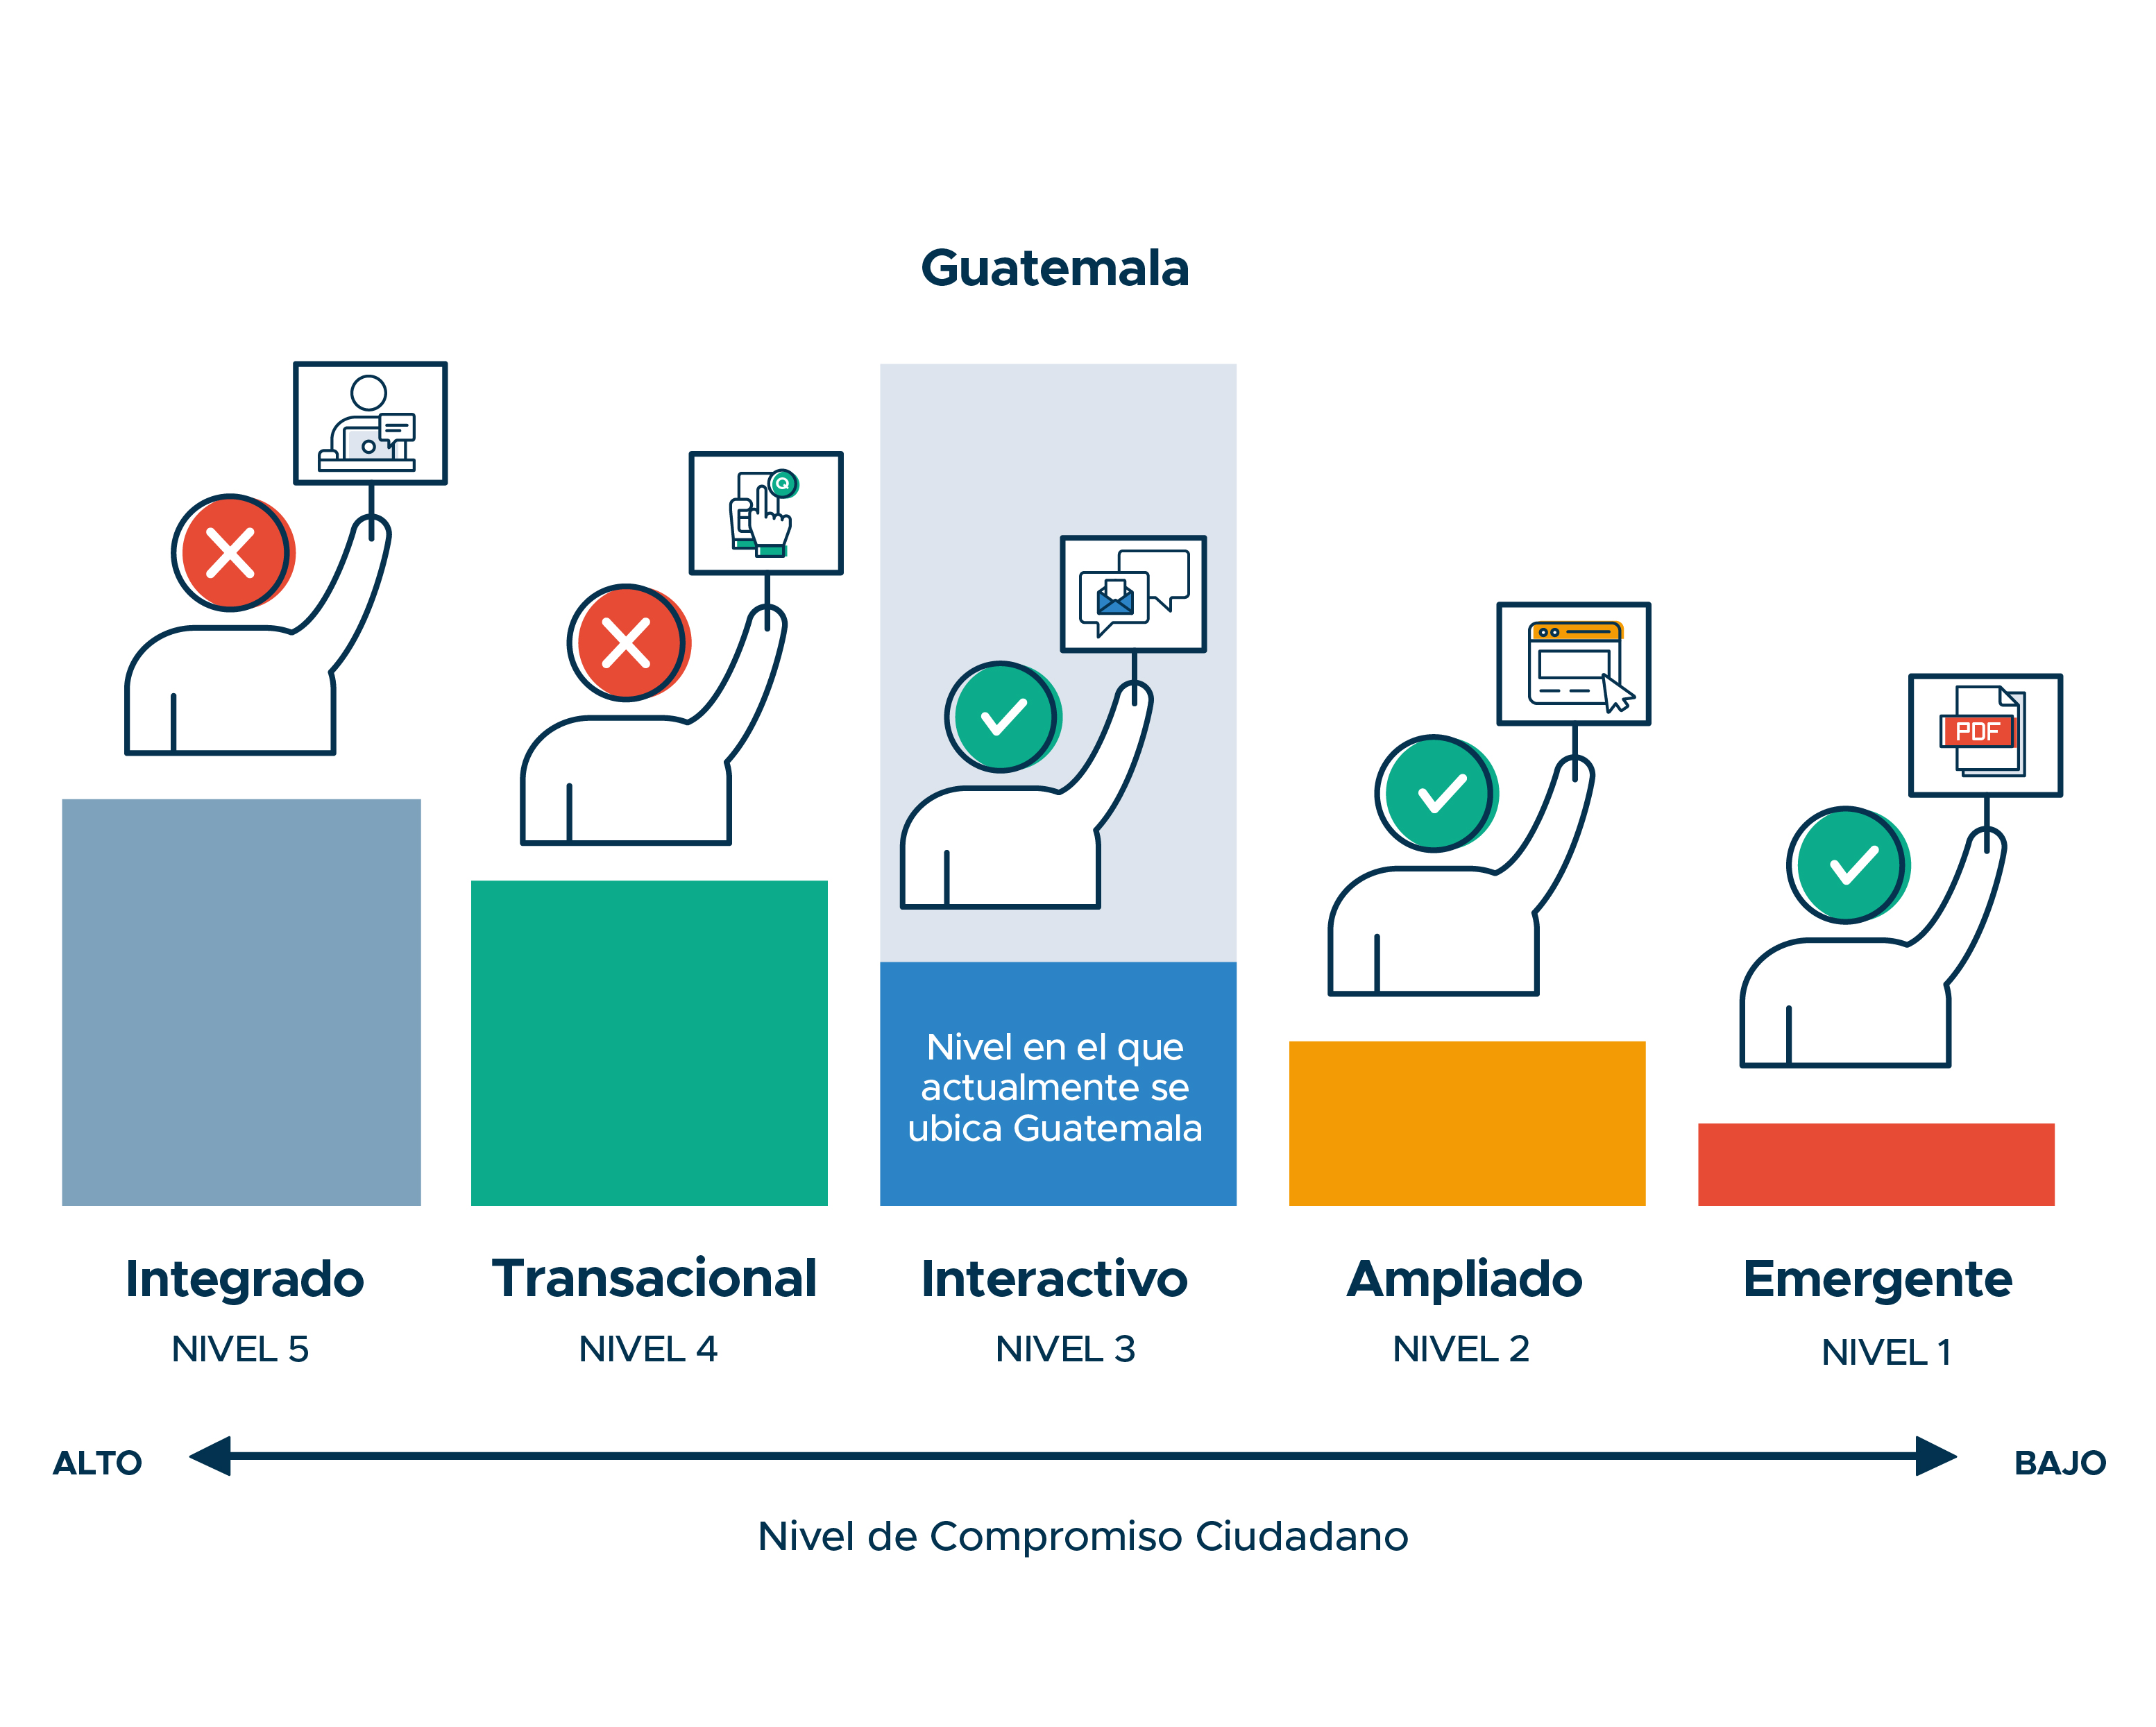 Guatemala
PDF
Nivel en el que
actualmente se
ubica Guatemala
Integrado
Transacional
Interactivo
Ampliado
Emergente
NIVEL 5
NIVEL 4
NIVEL 3
NIVEL 2
NIVEL 1
ALTO
BAJO
Nivel de Compromiso Ciudadano